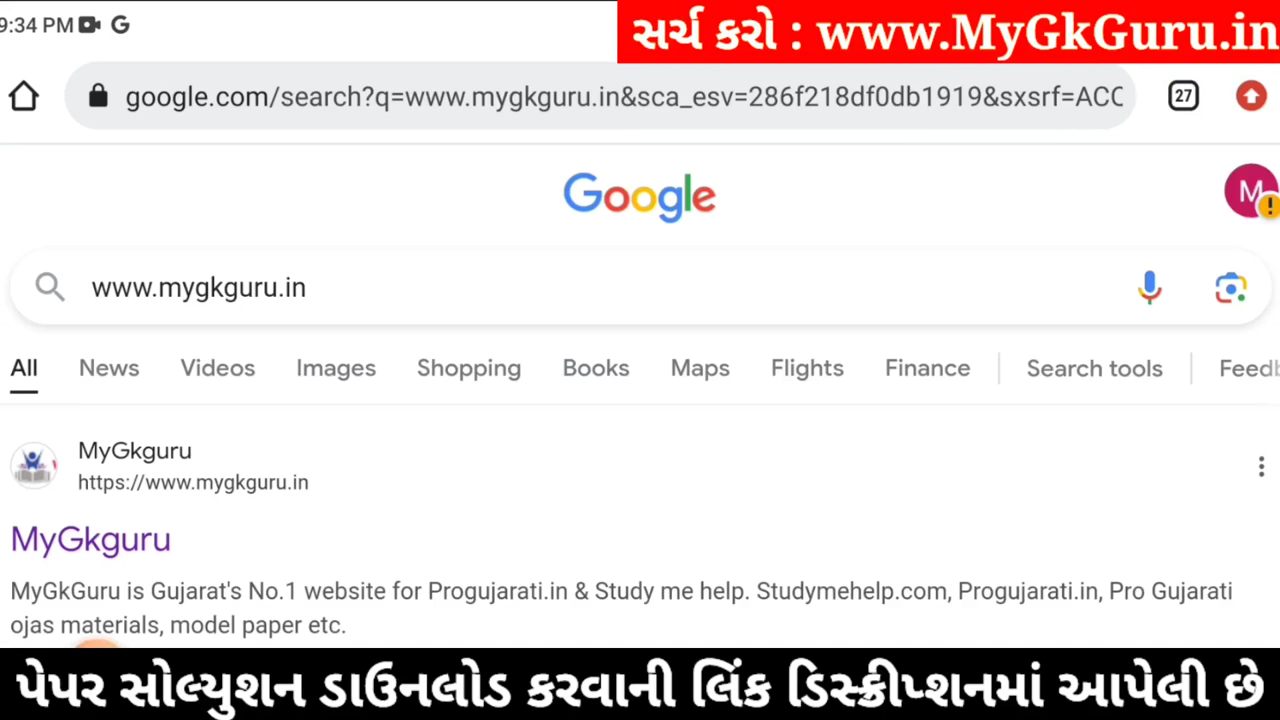 9:34 PM
સર્ચ કરો : www.MyGkGuru.in
google.com/search?q=www.mygkguru.in&sca_esv=286f218df0db1919&sxsrf=ACC
27
Google
M
www.mygkguru.in
All News Videos Images Shopping Books Maps Flights Finance Search tools Feedb
MyGkguru
https://www.mygkguru.in
MyGkguru
MyGkGuru is Gujarat's No.1 website for Progujarati.in & Study me help. Studymehelp.com, Progujarati.in, Pro Gujarati
ojas materials, model paper etc.
પેપર સોલ્યુશન ડાઉનલોડ કરવાની લિંક ડિસ્ક્રીપ્શનમાં આપેલી છે